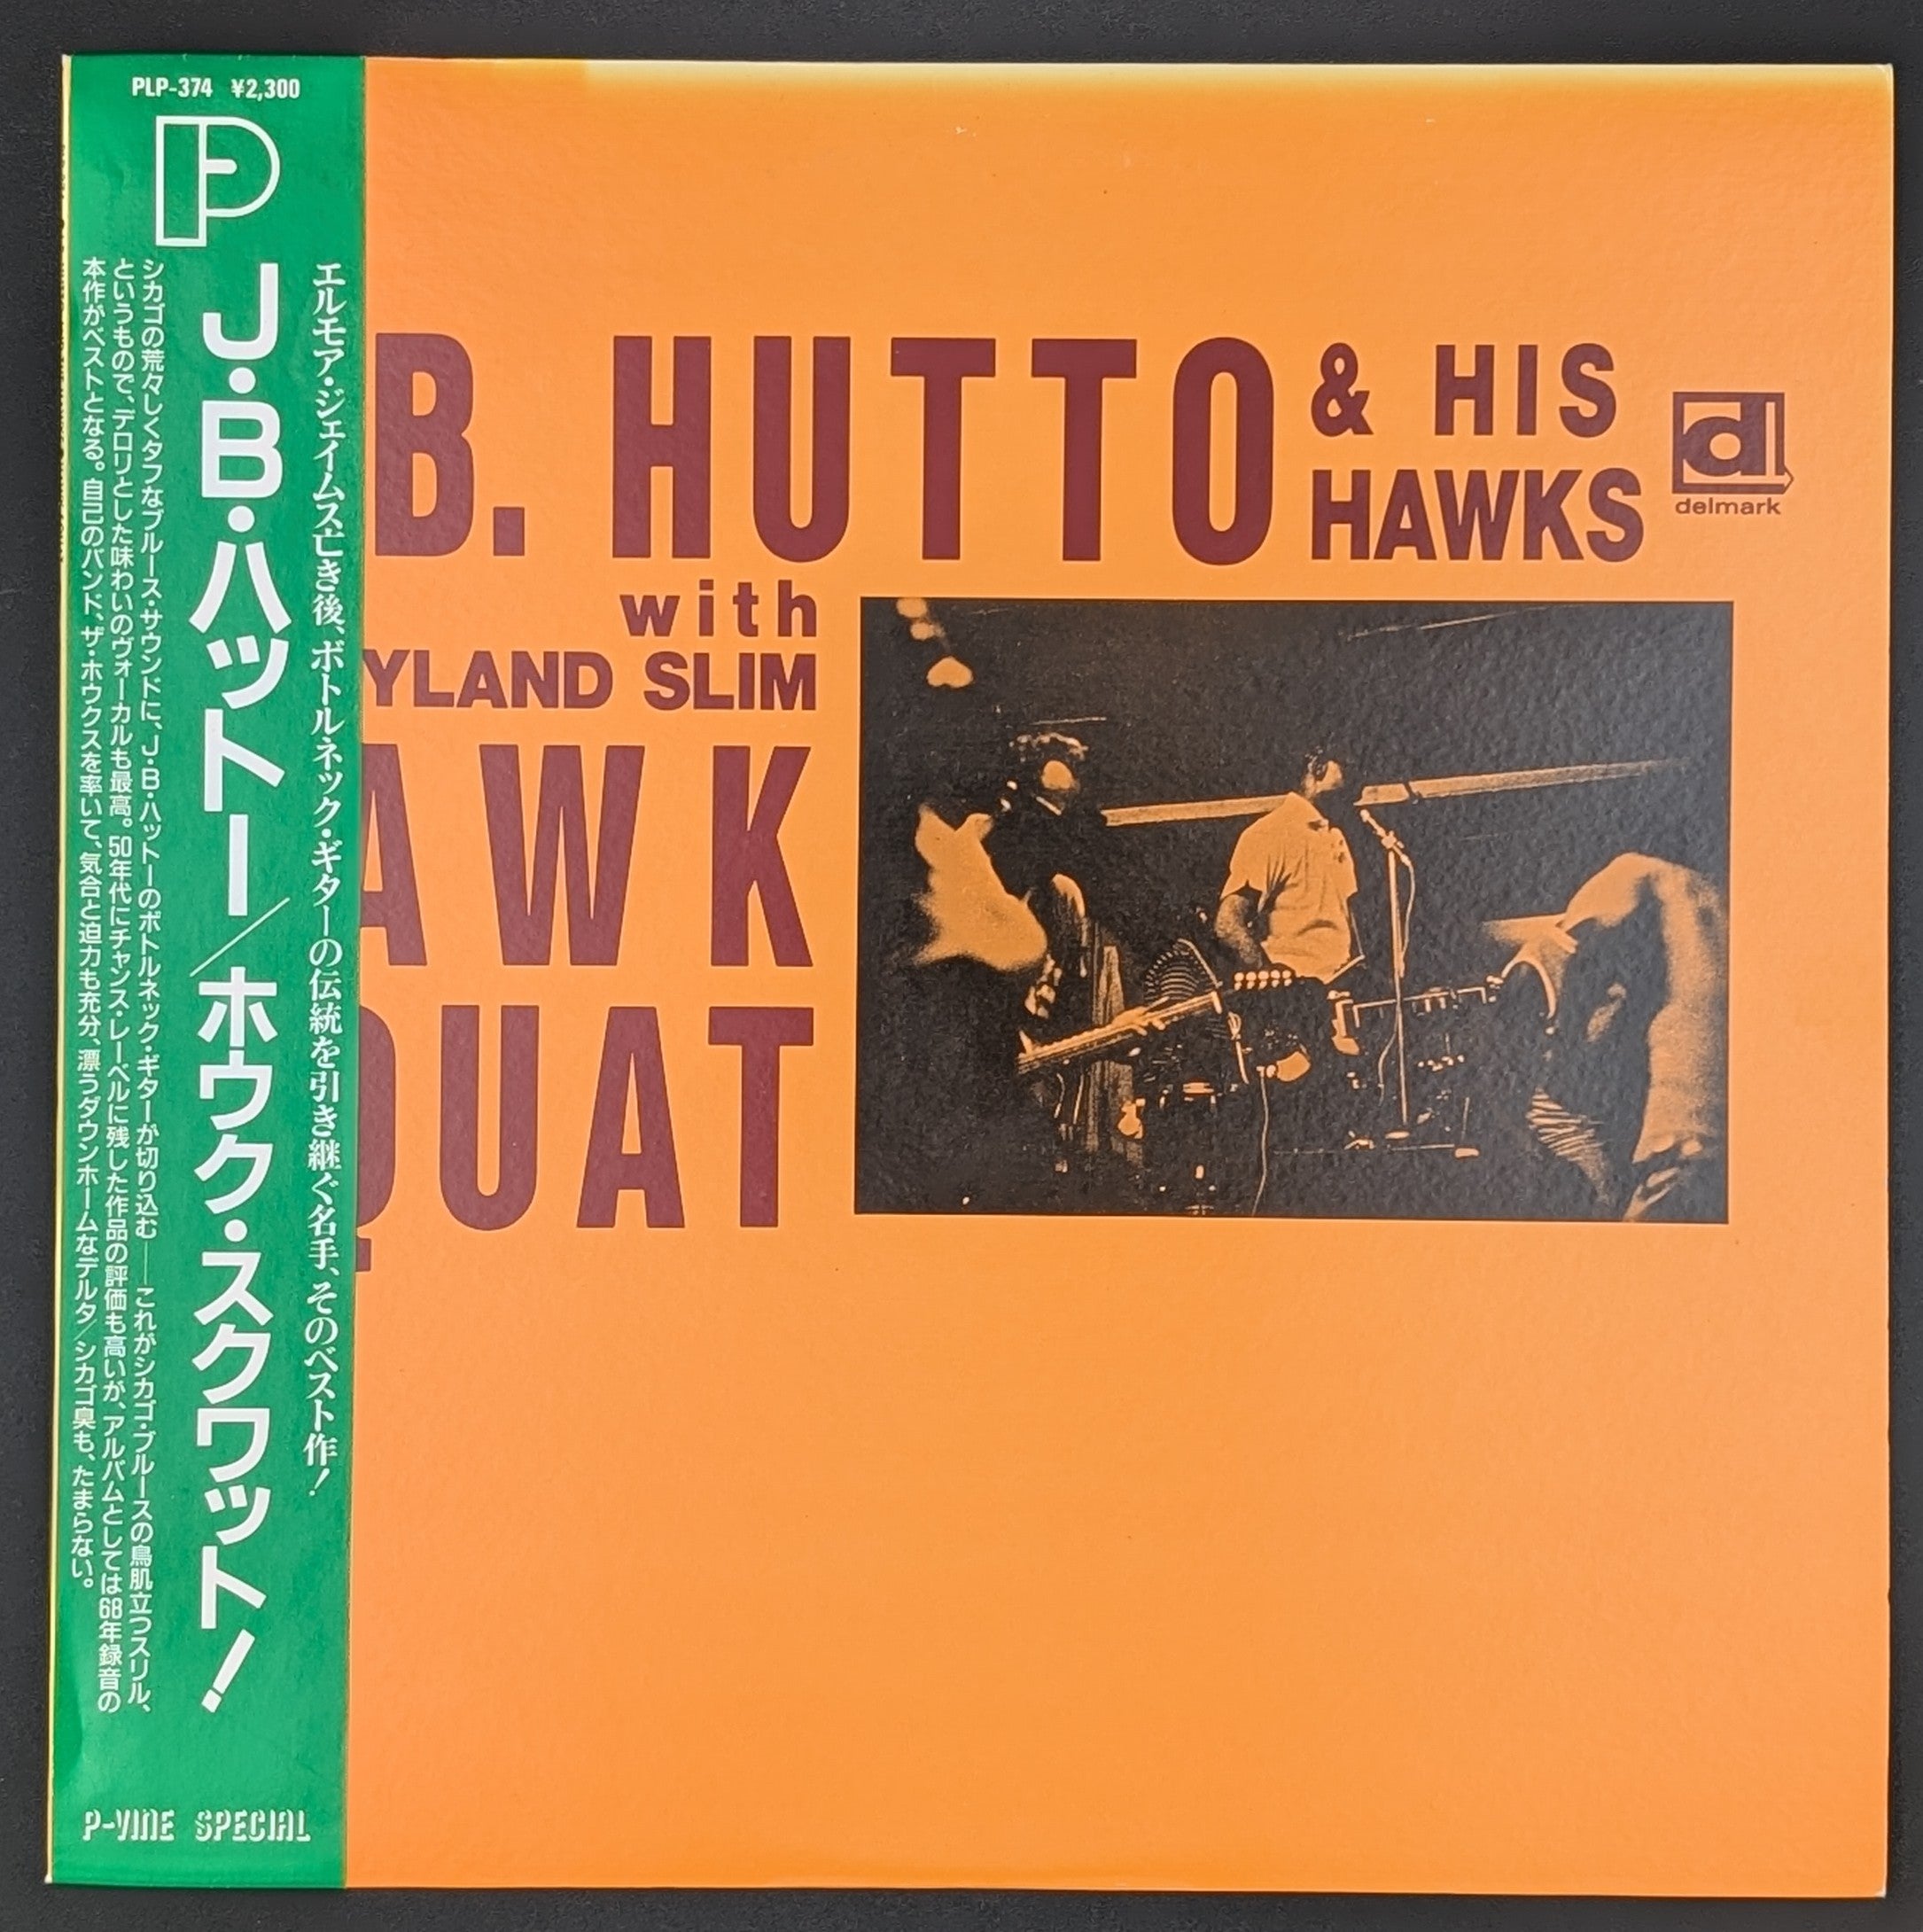 PLP-374 ¥2,300
エルモア・ジェイムス亡き後、ボトルネック・ギターの伝統を引き継ぐ名手、そのベスト作!
J・B・ハットー/ホウク・スクワット!
シカゴの荒々しくタフなブルース・サウンドに、J・B・ハットーのボトルネック・ギターが切り込む──これがシカゴ・ブルースの鳥肌立つスリル、
というもので、デロリとした味わいのヴォーカルも最高。50年代にチャンス・レーベルに残した作品の評価も高いが、アルバムとしては68年録音の
本作がベストとなる。自己のバンド、ザ・ホウクスを率いて、気合と迫力も充分、漂うダウンホームなデルタ/シカゴ臭も、たまらない。
P-VINE SPECIAL
B. HUTTO & HIS
HAWKS
delmark
with
YLAND SLIM
AWK
QUAT